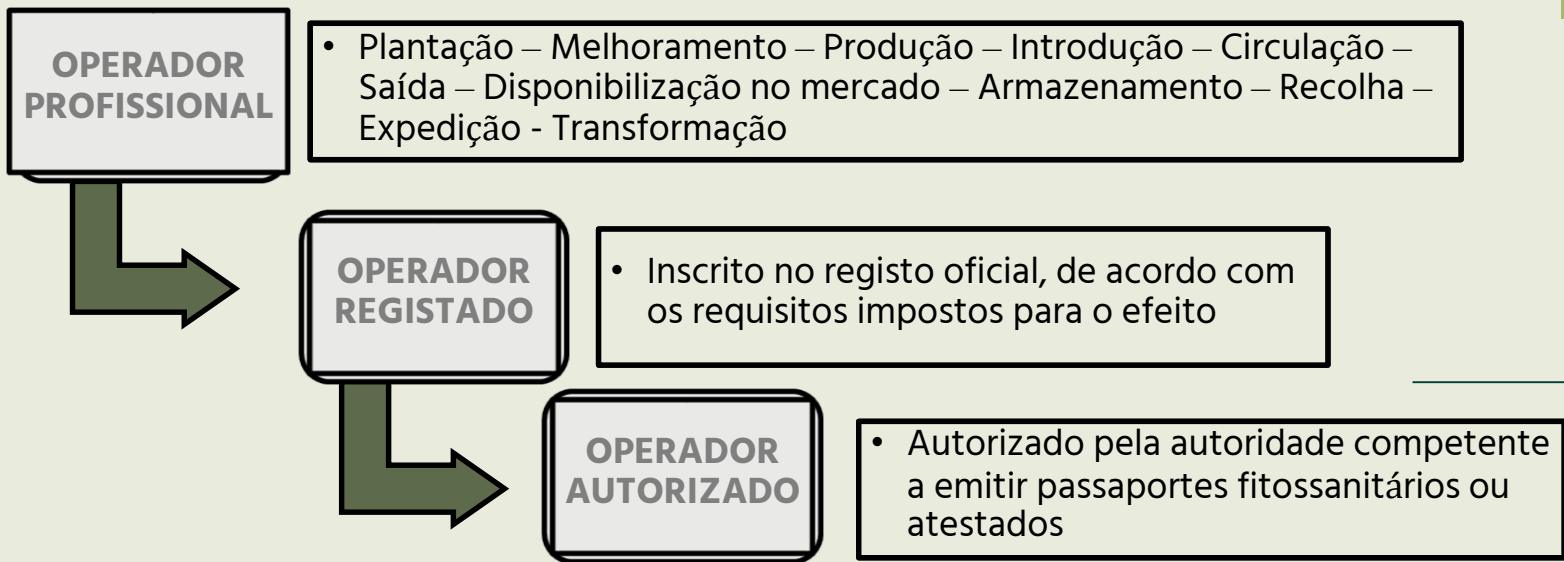 OPERADOR
PROFISSIONAL
• Plantação – Melhoramento – Produção – Introdução – Circulação –
Saída – Disponibilização no mercado – Armazenamento – Recolha –
Expedição - Transformação
OPERADOR
REGISTADO
• Inscrito no registo oficial, de acordo com
os requisitos impostos para o efeito
OPERADOR
AUTORIZADO
• Autorizado pela autoridade competente
a emitir passaportes fitossanitários ou
atestados